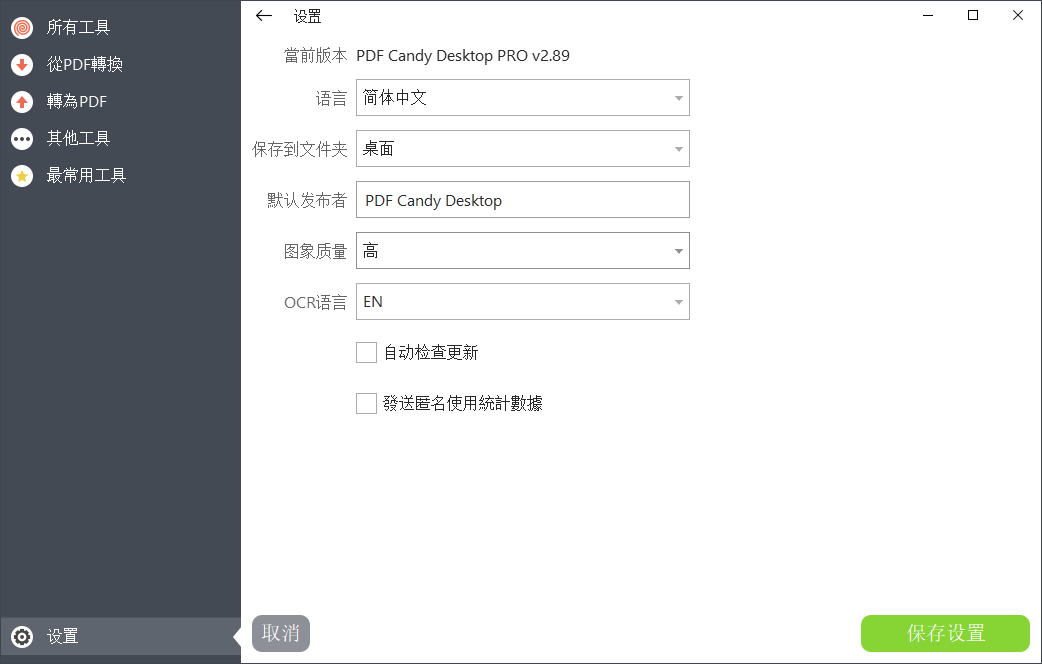 所有工具
從PDF轉換
轉為PDF
其他工具
最常用工具
设置
设置
當前版本 PDF Candy Desktop PRO v2.89
语言 简体中文
保存到文件夹 桌面
默认发布者 PDF Candy Desktop
图象质量 高
OCR语言 EN
自动检查更新
發送匿名使用統計數據
取消 保存设置